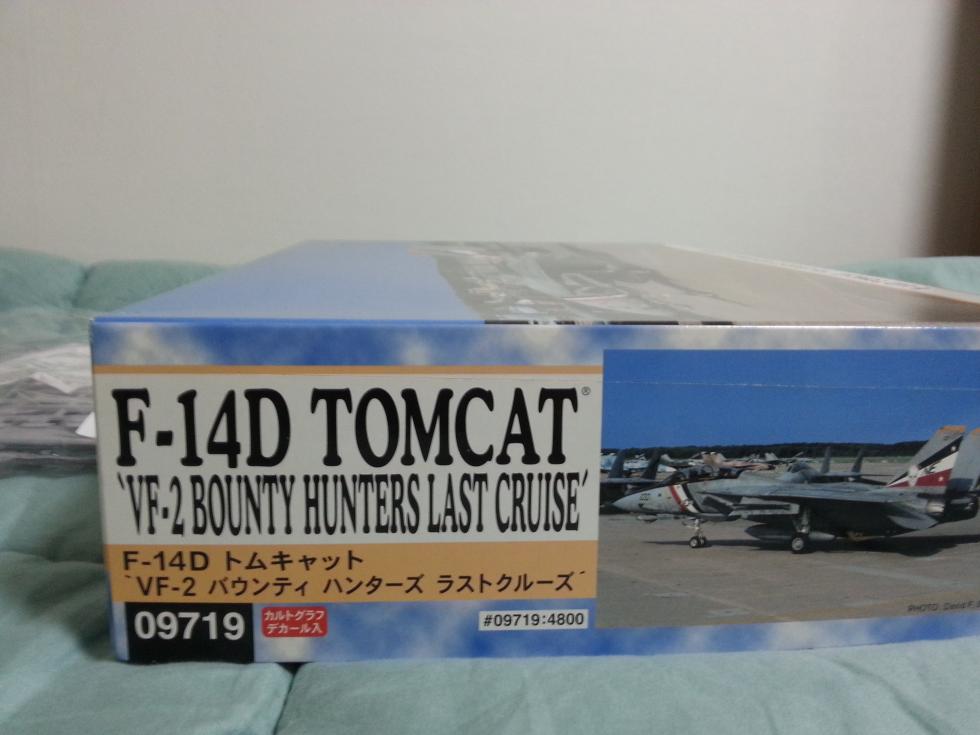 F-14D TOMCAT®
`VF-2 BOUNTY HUNTERS LAST CRUISE´
F-14D トムキャット
`VF-2 バウンティ ハンターズ ラストクルーズ´
09719
カルトグラフ
デカール入
#09719:4800
PHOTO: David F.